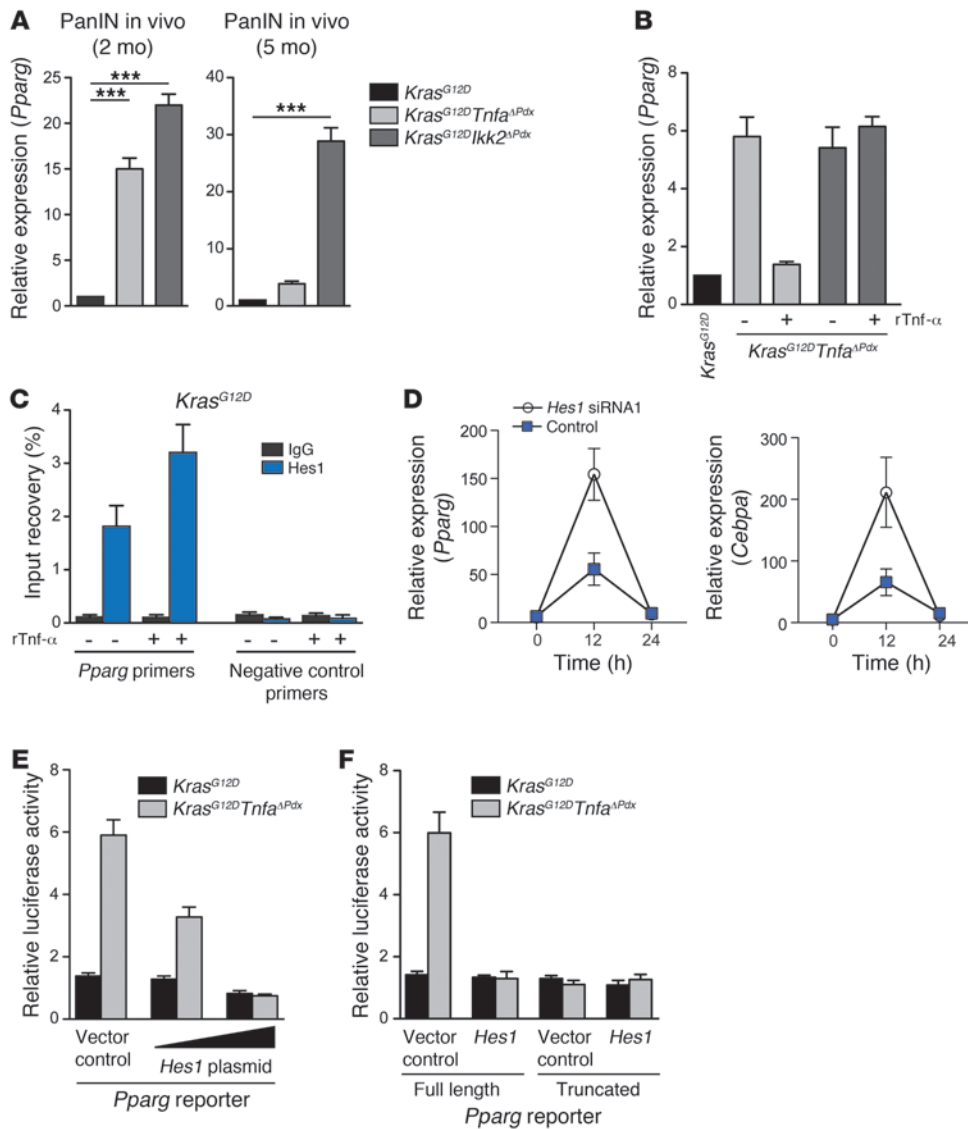 A
PanIN in vivo
(2 mo)
PanIN in vivo
(5 mo)
Relative expression (Pparg)
25
20
15
10
5
0
***
***
40
30
20
10
0
***
KrasG12D
KrasG12DTnfaΔPdx
KrasG12DIkk2ΔPdx
B
Relative expression (Pparg)
8
6
4
2
0
- + - + rTnf-α
KrasG12D
KrasG12DTnfaΔPdx
C
KrasG12D
Input recovery (%)
4
3
2
1
0
IgG
Hes1
rTnf-α - - + + - - + +
Pparg primers
Negative control
primers
D
Hes1 siRNA1
Control
Relative expression
(Pparg)
200
150
100
50
0
0 12 24
Time (h)
Relative expression
(Cebpa)
300
200
100
0
0 12 24
Time (h)
E
Relative luciferase activity
8
6
4
2
0
KrasG12D
KrasG12DTnfaΔPdx
Vector
control
Hes1 plasmid
Pparg reporter
F
Relative luciferase activity
8
6
4
2
0
KrasG12D
KrasG12DTnfaΔPdx
Vector
control
Hes1
Vector
control
Hes1
Full length
Truncated
Pparg reporter